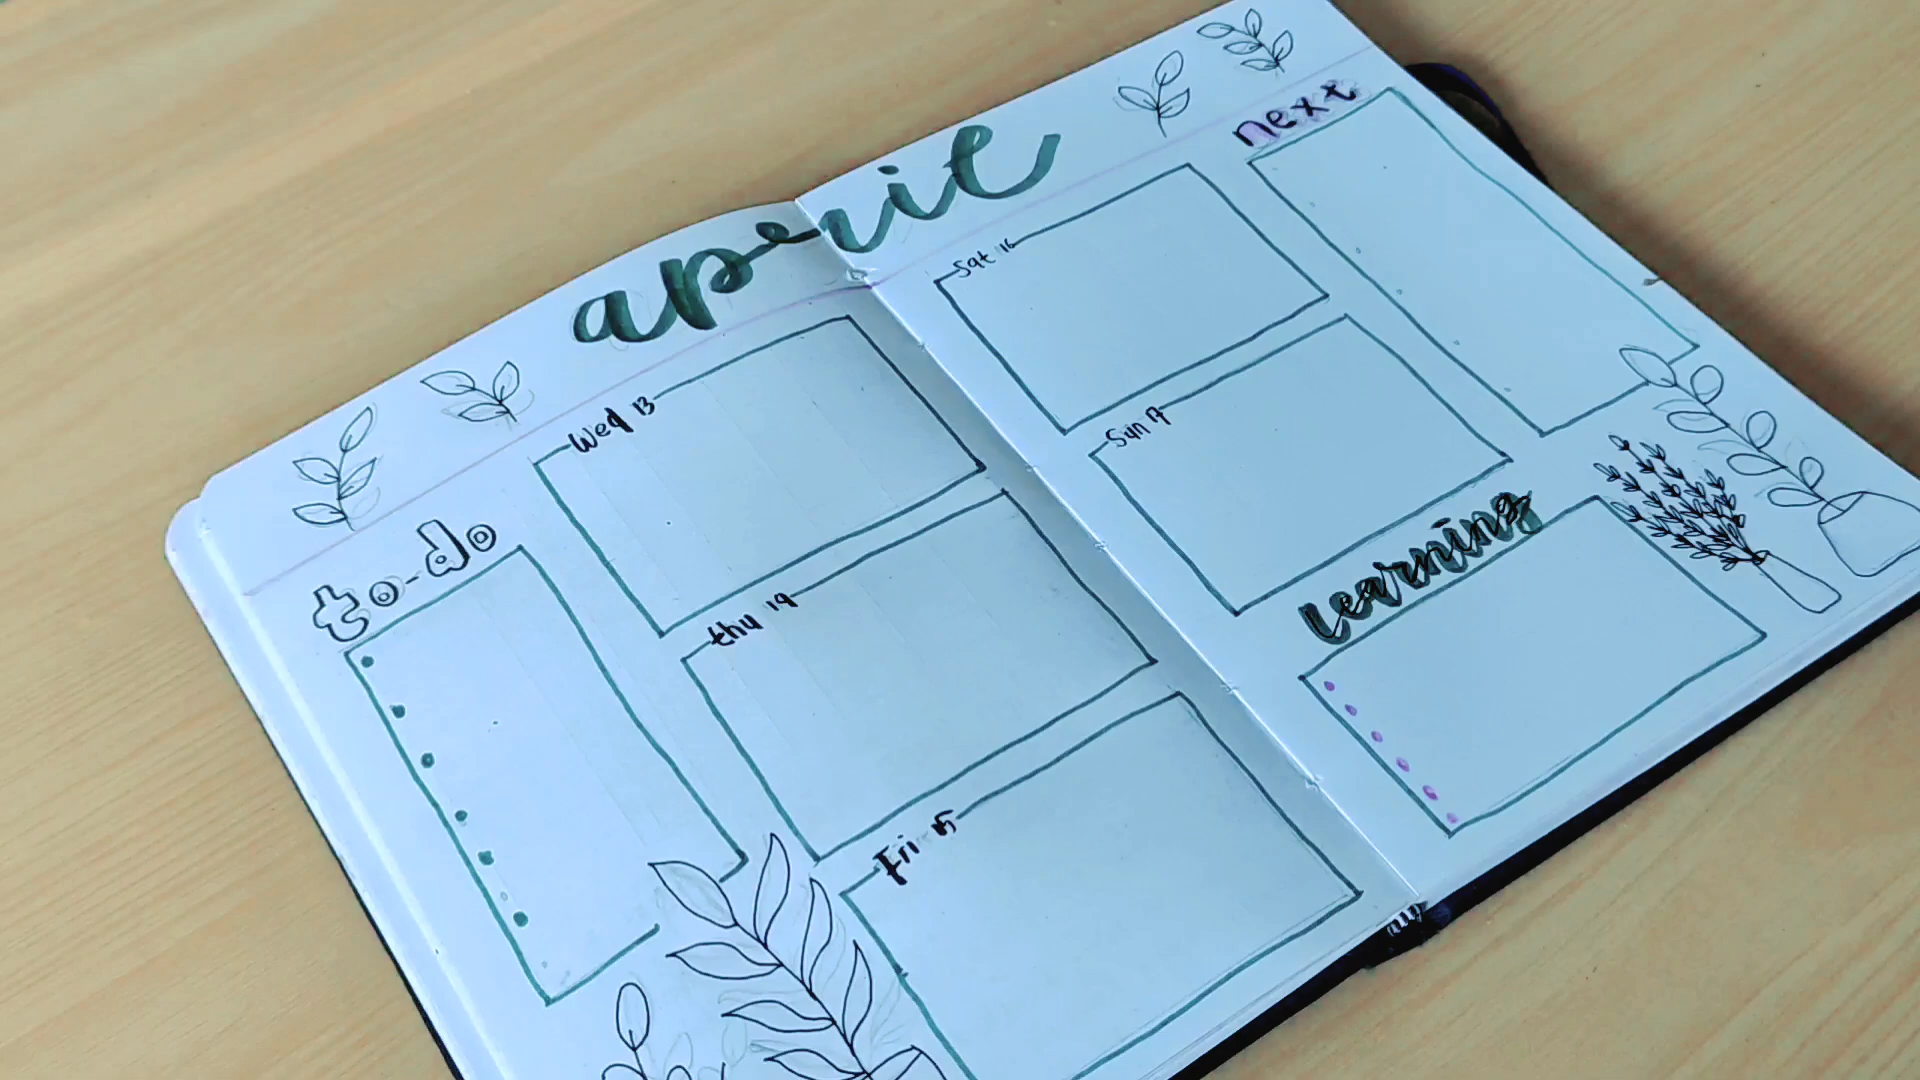 april
to-do
Wed 13
thu 14
Fri 15
Sat 16
Sun 17
next
learning